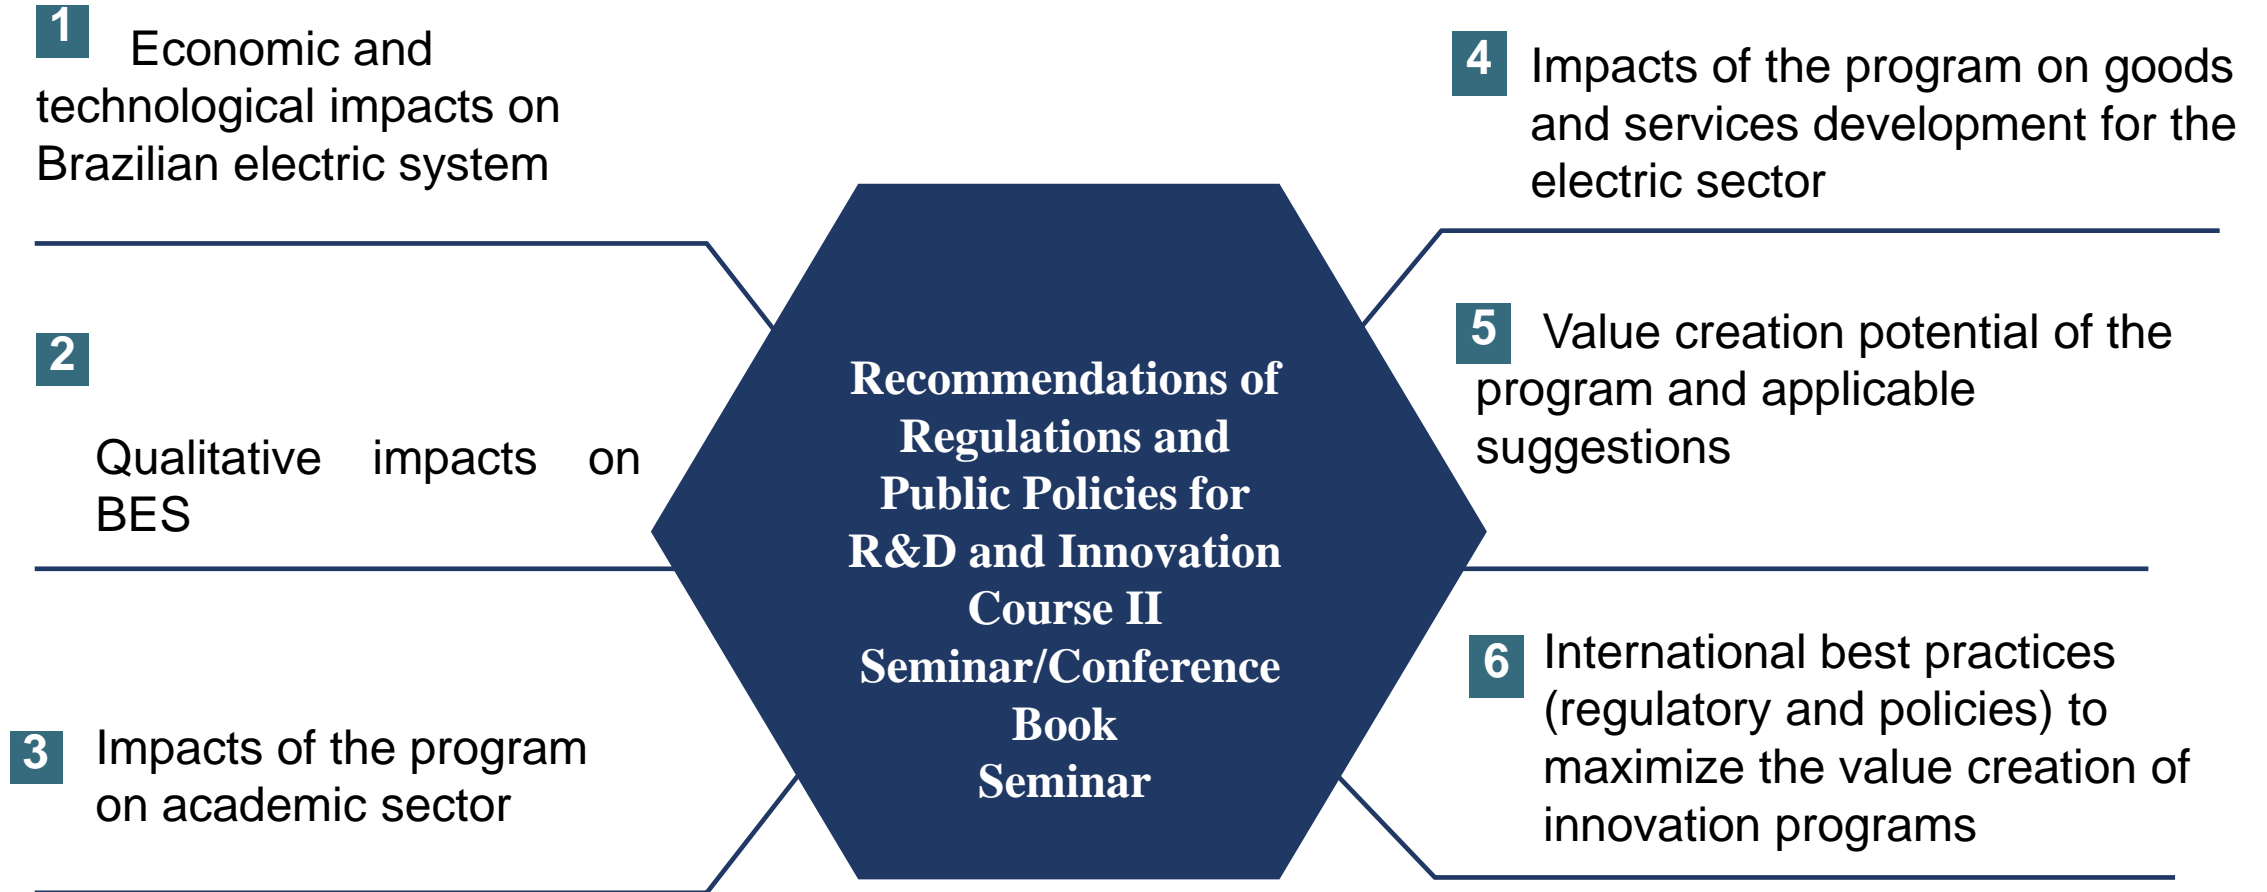 1
Economic and
technological impacts on
Brazilian electric system
2
Qualitative impacts on
BES
3
Impacts of the program
on academic sector
Recommendations of
Regulations and
Public Policies for
R&D and Innovation
Course II
Seminar/Conference
Book
Seminar
4
Impacts of the program on goods
and services development for the
electric sector
5
Value creation potential of the
program and applicable
suggestions
6
International best practices
(regulatory and policies) to
maximize the value creation of
innovation programs